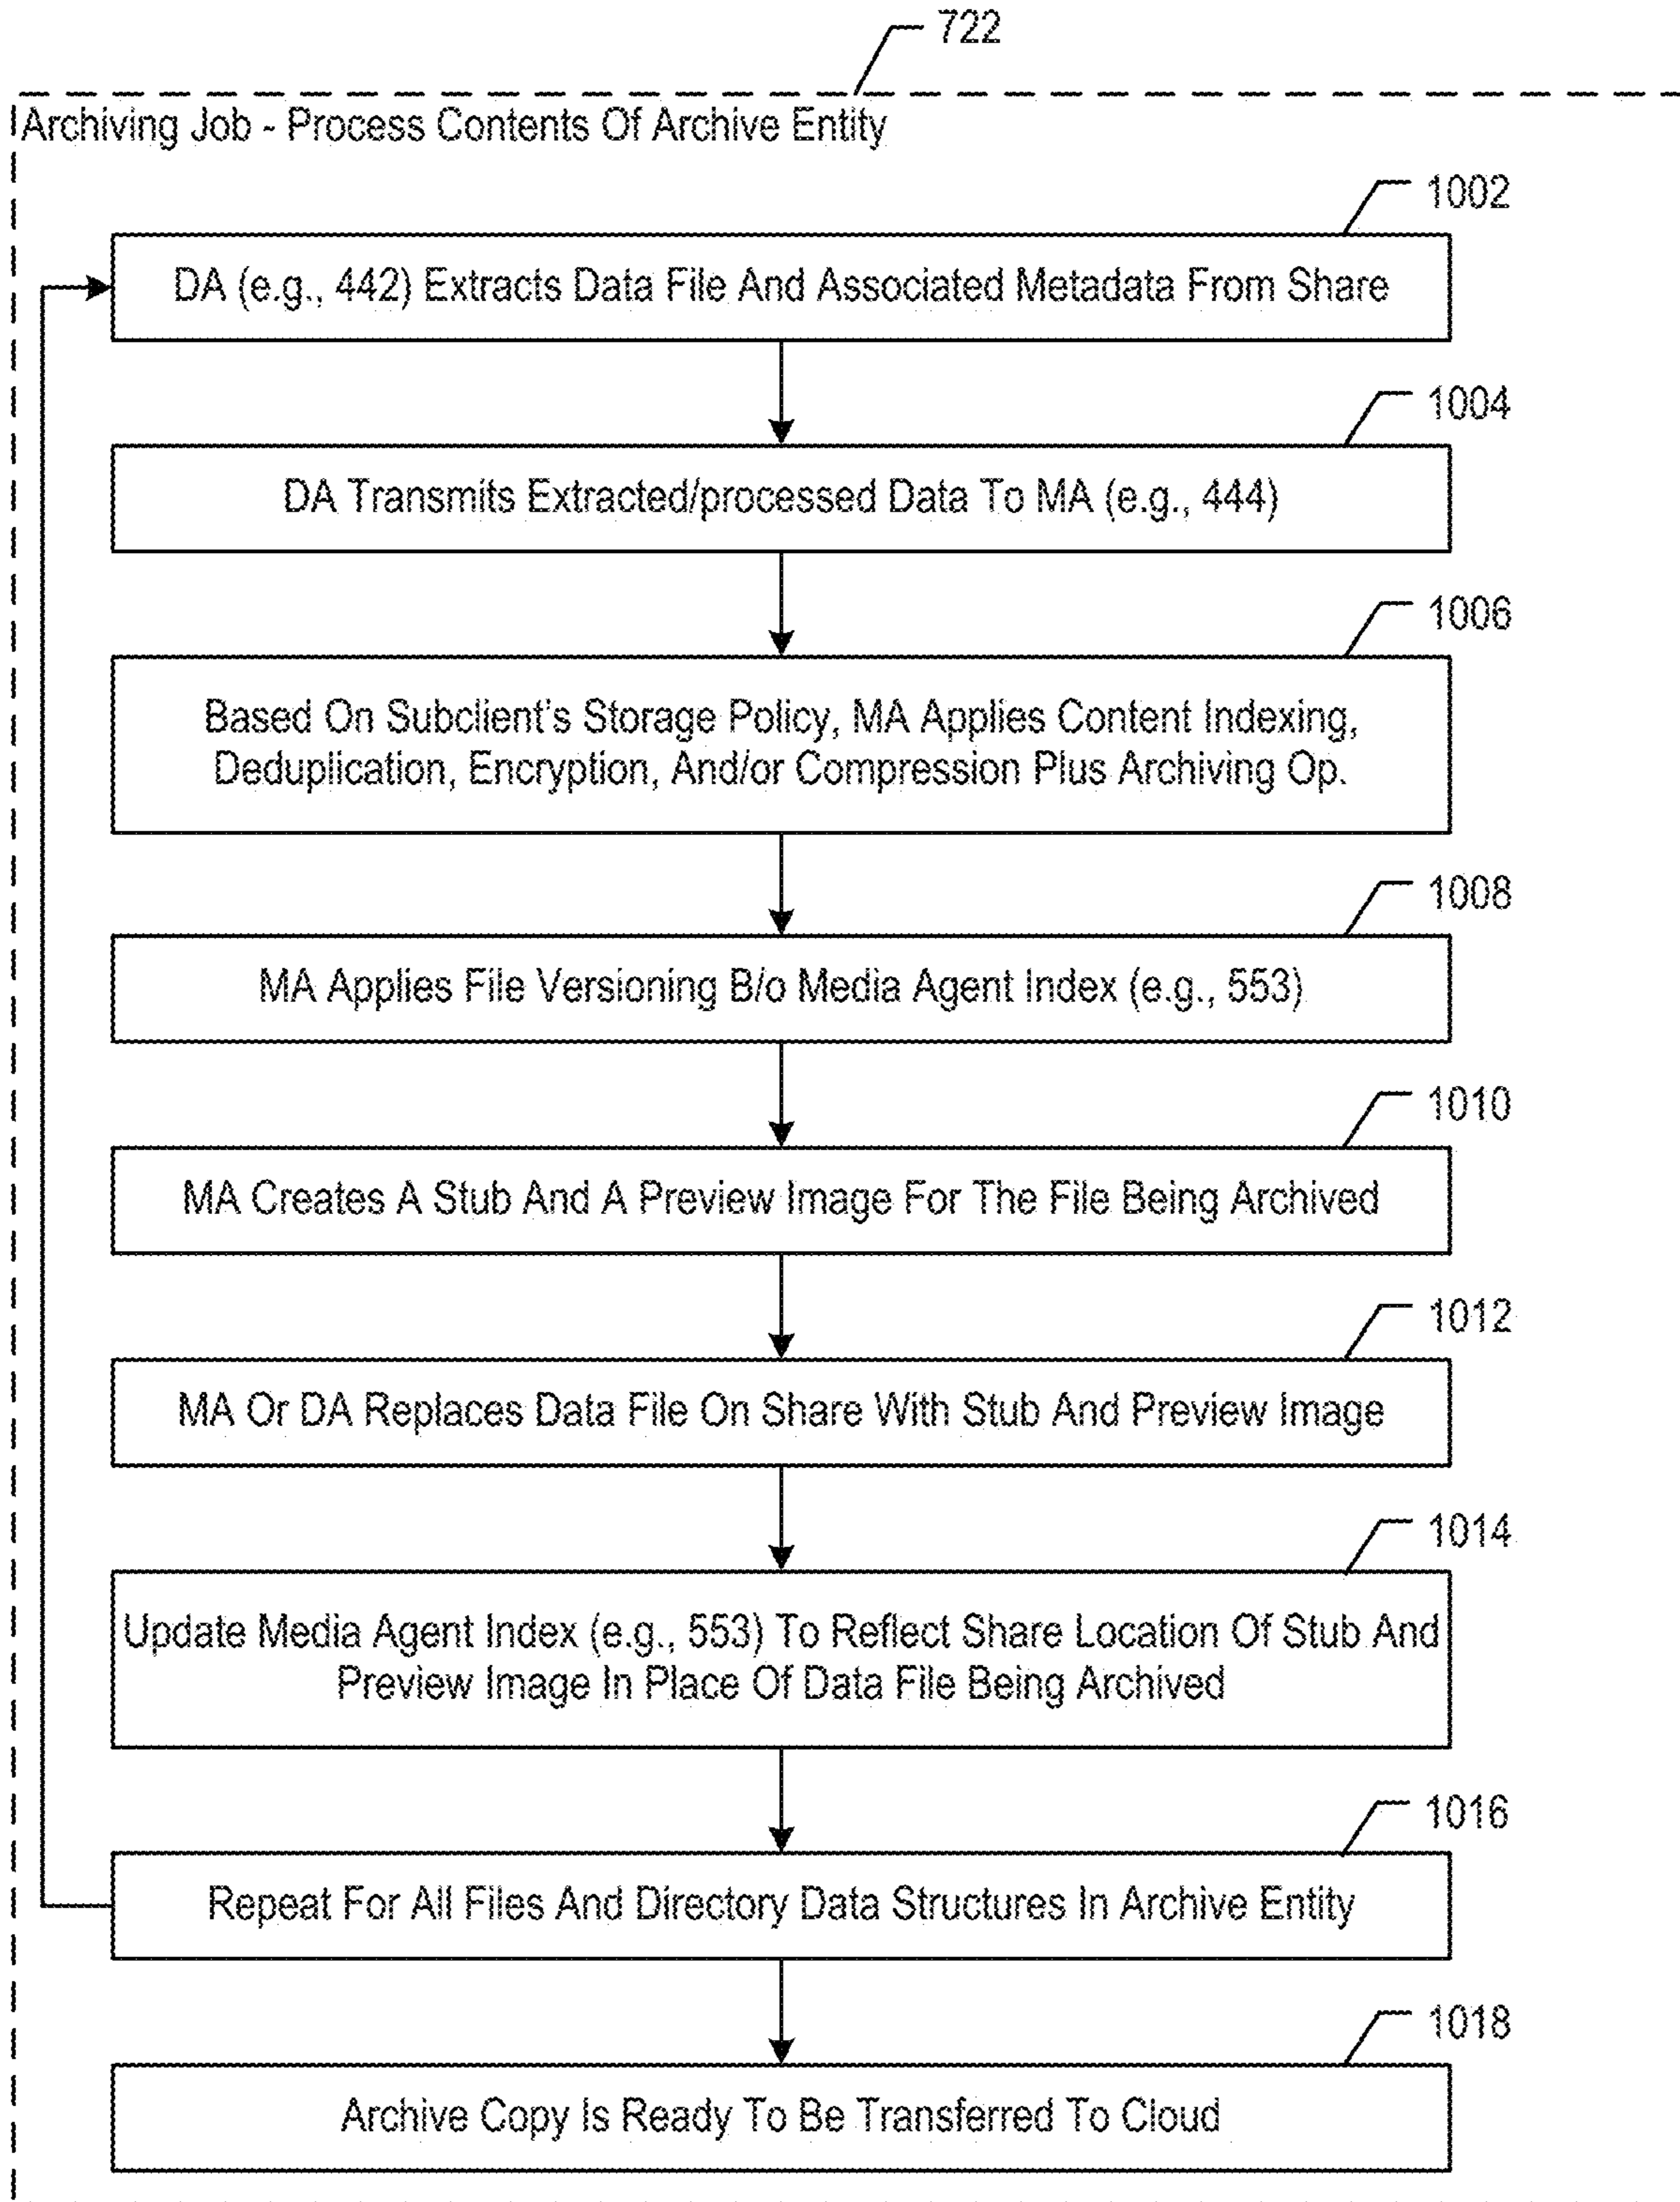 722
Archiving Job - Process Contents Of Archive Entity
1002
DA (e.g., 442) Extracts Data File And Associated Metadata From Share
1004
DA Transmits Extracted/processed Data To MA (e.g., 444)
1006
Based On Subclient's Storage Policy, MA Applies Content Indexing,
Deduplication, Encryption, And/or Compression Plus Archiving Op.
1008
MA Applies File Versioning B/o Media Agent Index (e.g., 553)
1010
MA Creates A Stub And A Preview Image For The File Being Archived
1012
MA Or DA Replaces Data File On Share With Stub And Preview Image
1014
Update Media Agent Index (e.g., 553) To Reflect Share Location Of Stub And
Preview Image In Place Of Data File Being Archived
1016
Repeat For All Files And Directory Data Structures In Archive Entity
1018
Archive Copy Is Ready To Be Transferred To Cloud